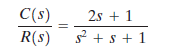 C(s)/R(s) = (2s + 1)/(s² + s + 1)